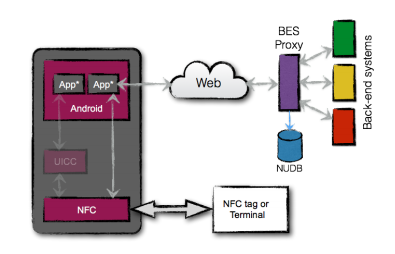 BES
Proxy
App*
App*
Android
Web
Back-end systems
UICC
NUDB
NFC
NFC tag or
Terminal